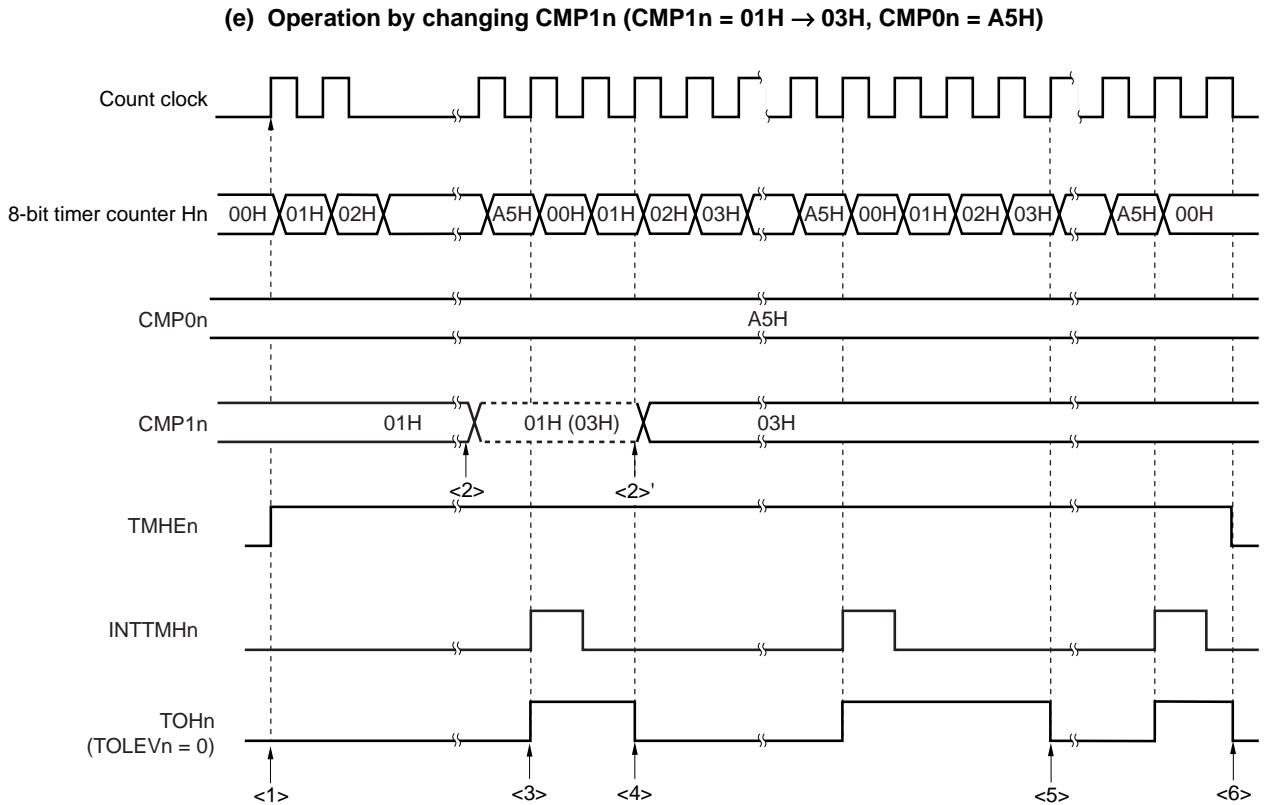 (e) Operation by changing CMP1n (CMP1n = 01H → 03H, CMP0n = A5H)
Count clock
8-bit timer counter Hn 00H 01H 02H A5H 00H 01H 02H 03H A5H 00H 01H 02H 03H A5H 00H
CMP0n A5H
CMP1n 01H 01H (03H) 03H
<2> <2>'
TMHEn
INTTMHn
TOHn
(TOLEVn = 0)
<1> <3> <4> <5> <6>